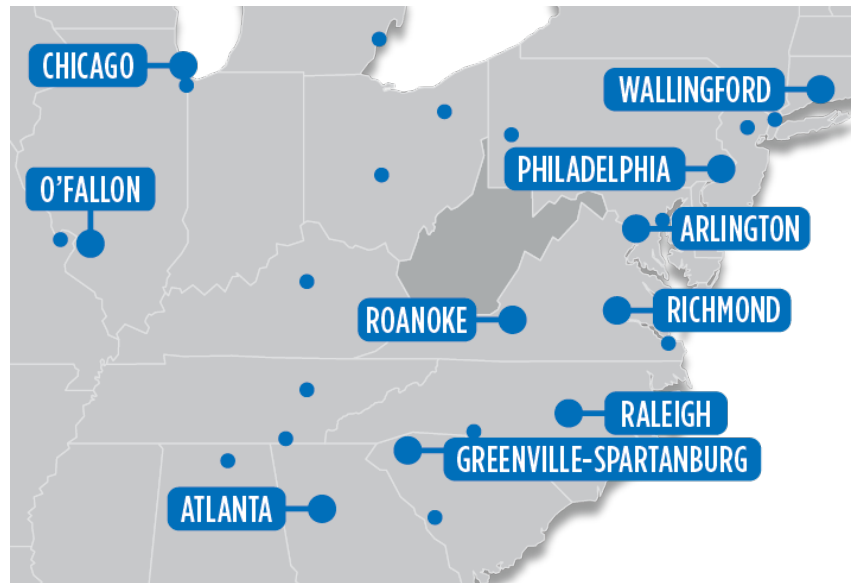 CHICAGO
WALLINGFORD
PHILADELPHIA
O'FALLON
ARLINGTON
RICHMOND
ROANOKE
RALEIGH
GREENVILLE-SPARTANBURG
ATLANTA